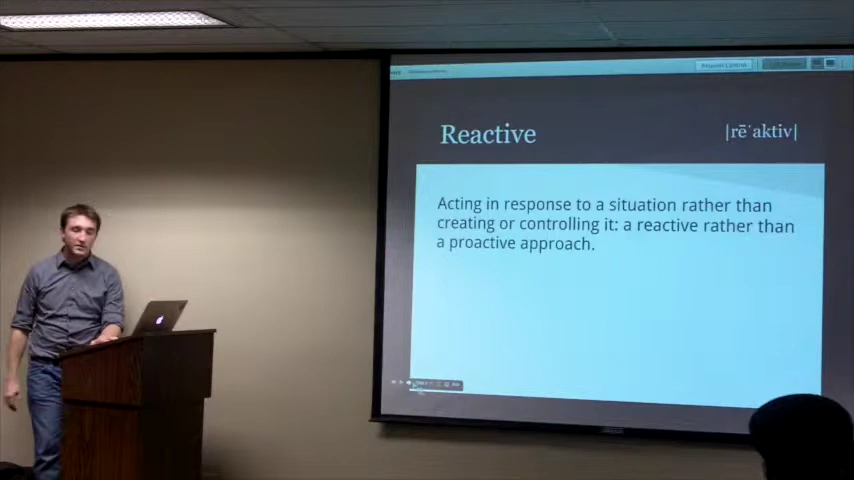 Reactive
|rēˈaktiv|
Acting in response to a situation rather than
creating or controlling it: a reactive rather than
a proactive approach.